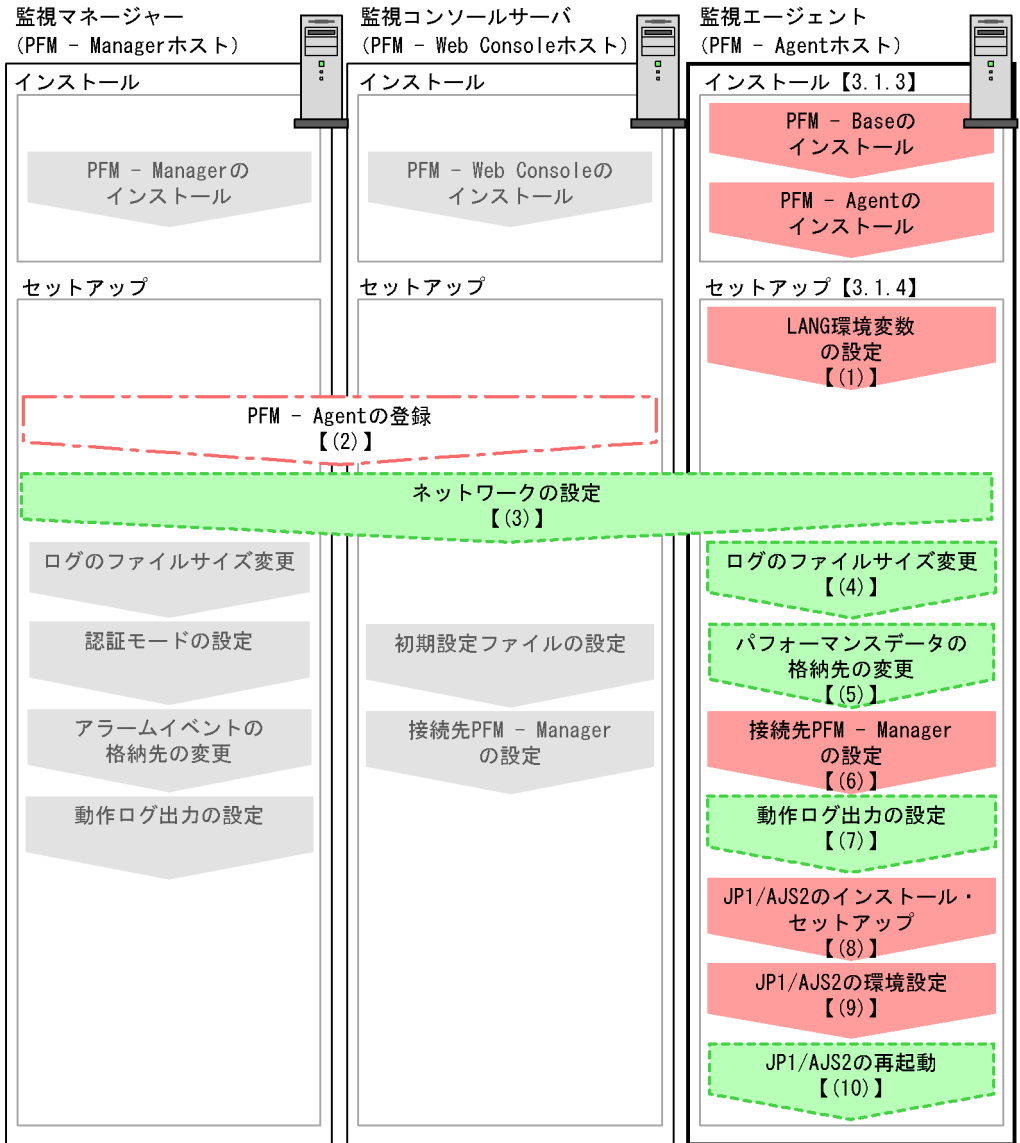 監視マネージャー
(PFM - Managerホスト)
監視コンソールサーバ
(PFM - Web Consoleホスト)
監視エージェント
(PFM - Agentホスト)
インストール
PFM - Managerの
インストール
インストール
PFM - Web Consoleの
インストール
インストール【3.1.3】
PFM - Baseの
インストール
PFM - Agentの
インストール
セットアップ
セットアップ
セットアップ【3.1.4】
LANG環境変数
の設定
【(1)】
PFM - Agentの登録
【(2)】
ネットワークの設定
【(3)】
ログのファイルサイズ変更
認証モードの設定
アラームイベントの
格納先の変更
動作ログ出力の設定
初期設定ファイルの設定
接続先PFM - Manager
の設定
ログのファイルサイズ変更
【(4)】
パフォーマンスデータの
格納先の変更
【(5)】
接続先PFM - Manager
の設定
【(6)】
動作ログ出力の設定
【(7)】
JP1/AJS2のインストール・
セットアップ
【(8)】
JP1/AJS2の環境設定
【(9)】
JP1/AJS2の再起動
【(10)】